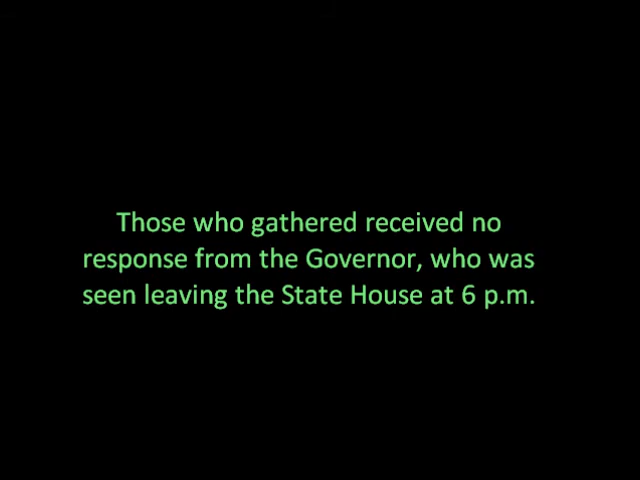 Those who gathered received no
response from the Governor, who was
seen leaving the State House at 6 p.m.